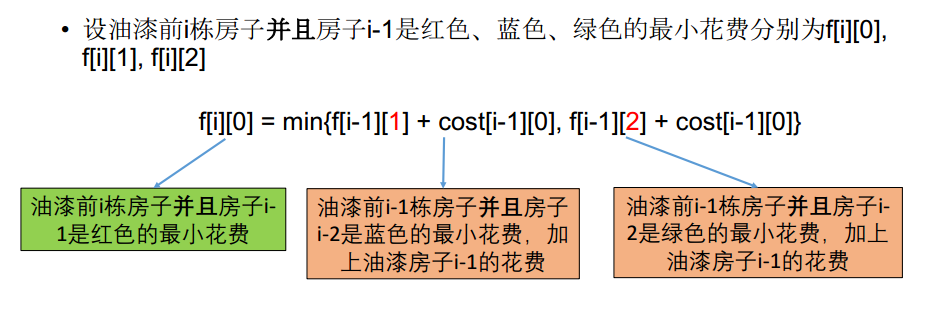 • 设油漆前i栋房子并且房子i-1是红色、蓝色、绿色的最小花费分别为f[i][0],
f[i][1], f[i][2]
f[i][0] = min{f[i-1][1] + cost[i-1][0], f[i-1][2] + cost[i-1][0]}
油漆前i栋房子并且房子i-
1是红色的最小花费
油漆前i-1栋房子并且房子
i-2是蓝色的最小花费，加
上油漆房子i-1的花费
油漆前i-1栋房子并且房子i-
2是绿色的最小花费，加上
油漆房子i-1的花费